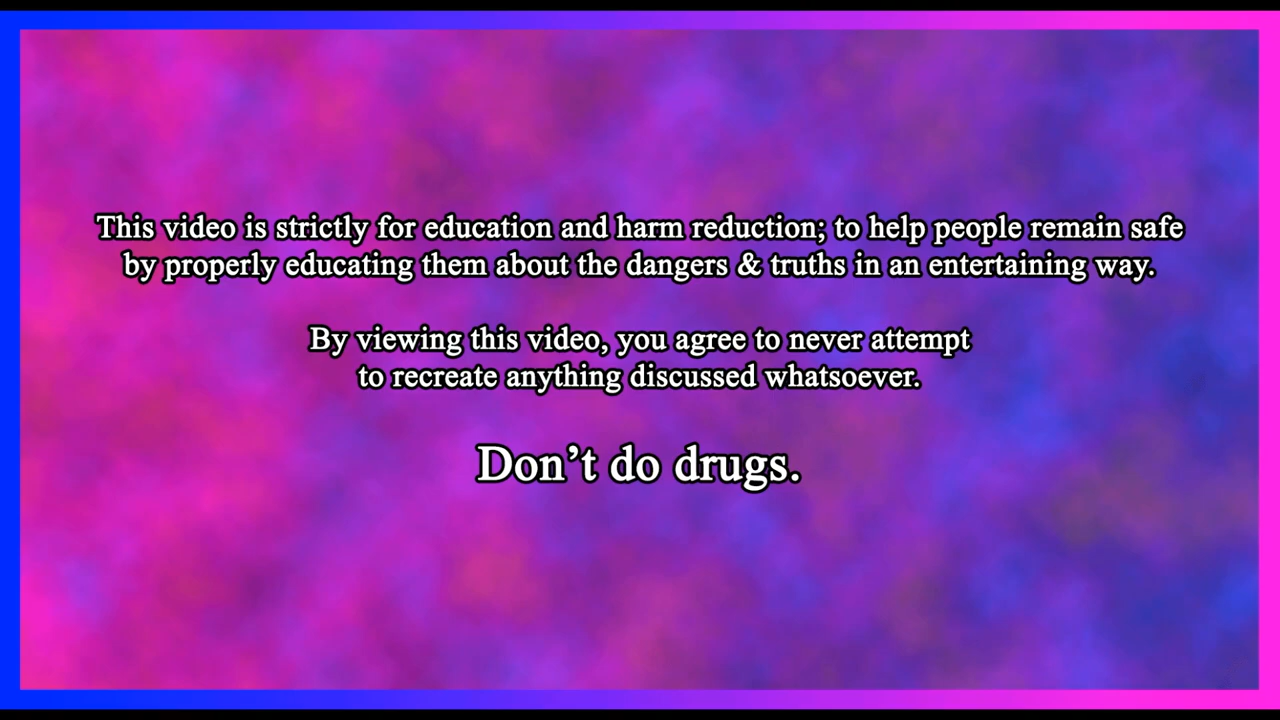 This video is strictly for education and harm reduction; to help people remain safe
by properly educating them about the dangers & truths in an entertaining way.
By viewing this video, you agree to never attempt
to recreate anything discussed whatsoever.
Don’t do drugs.